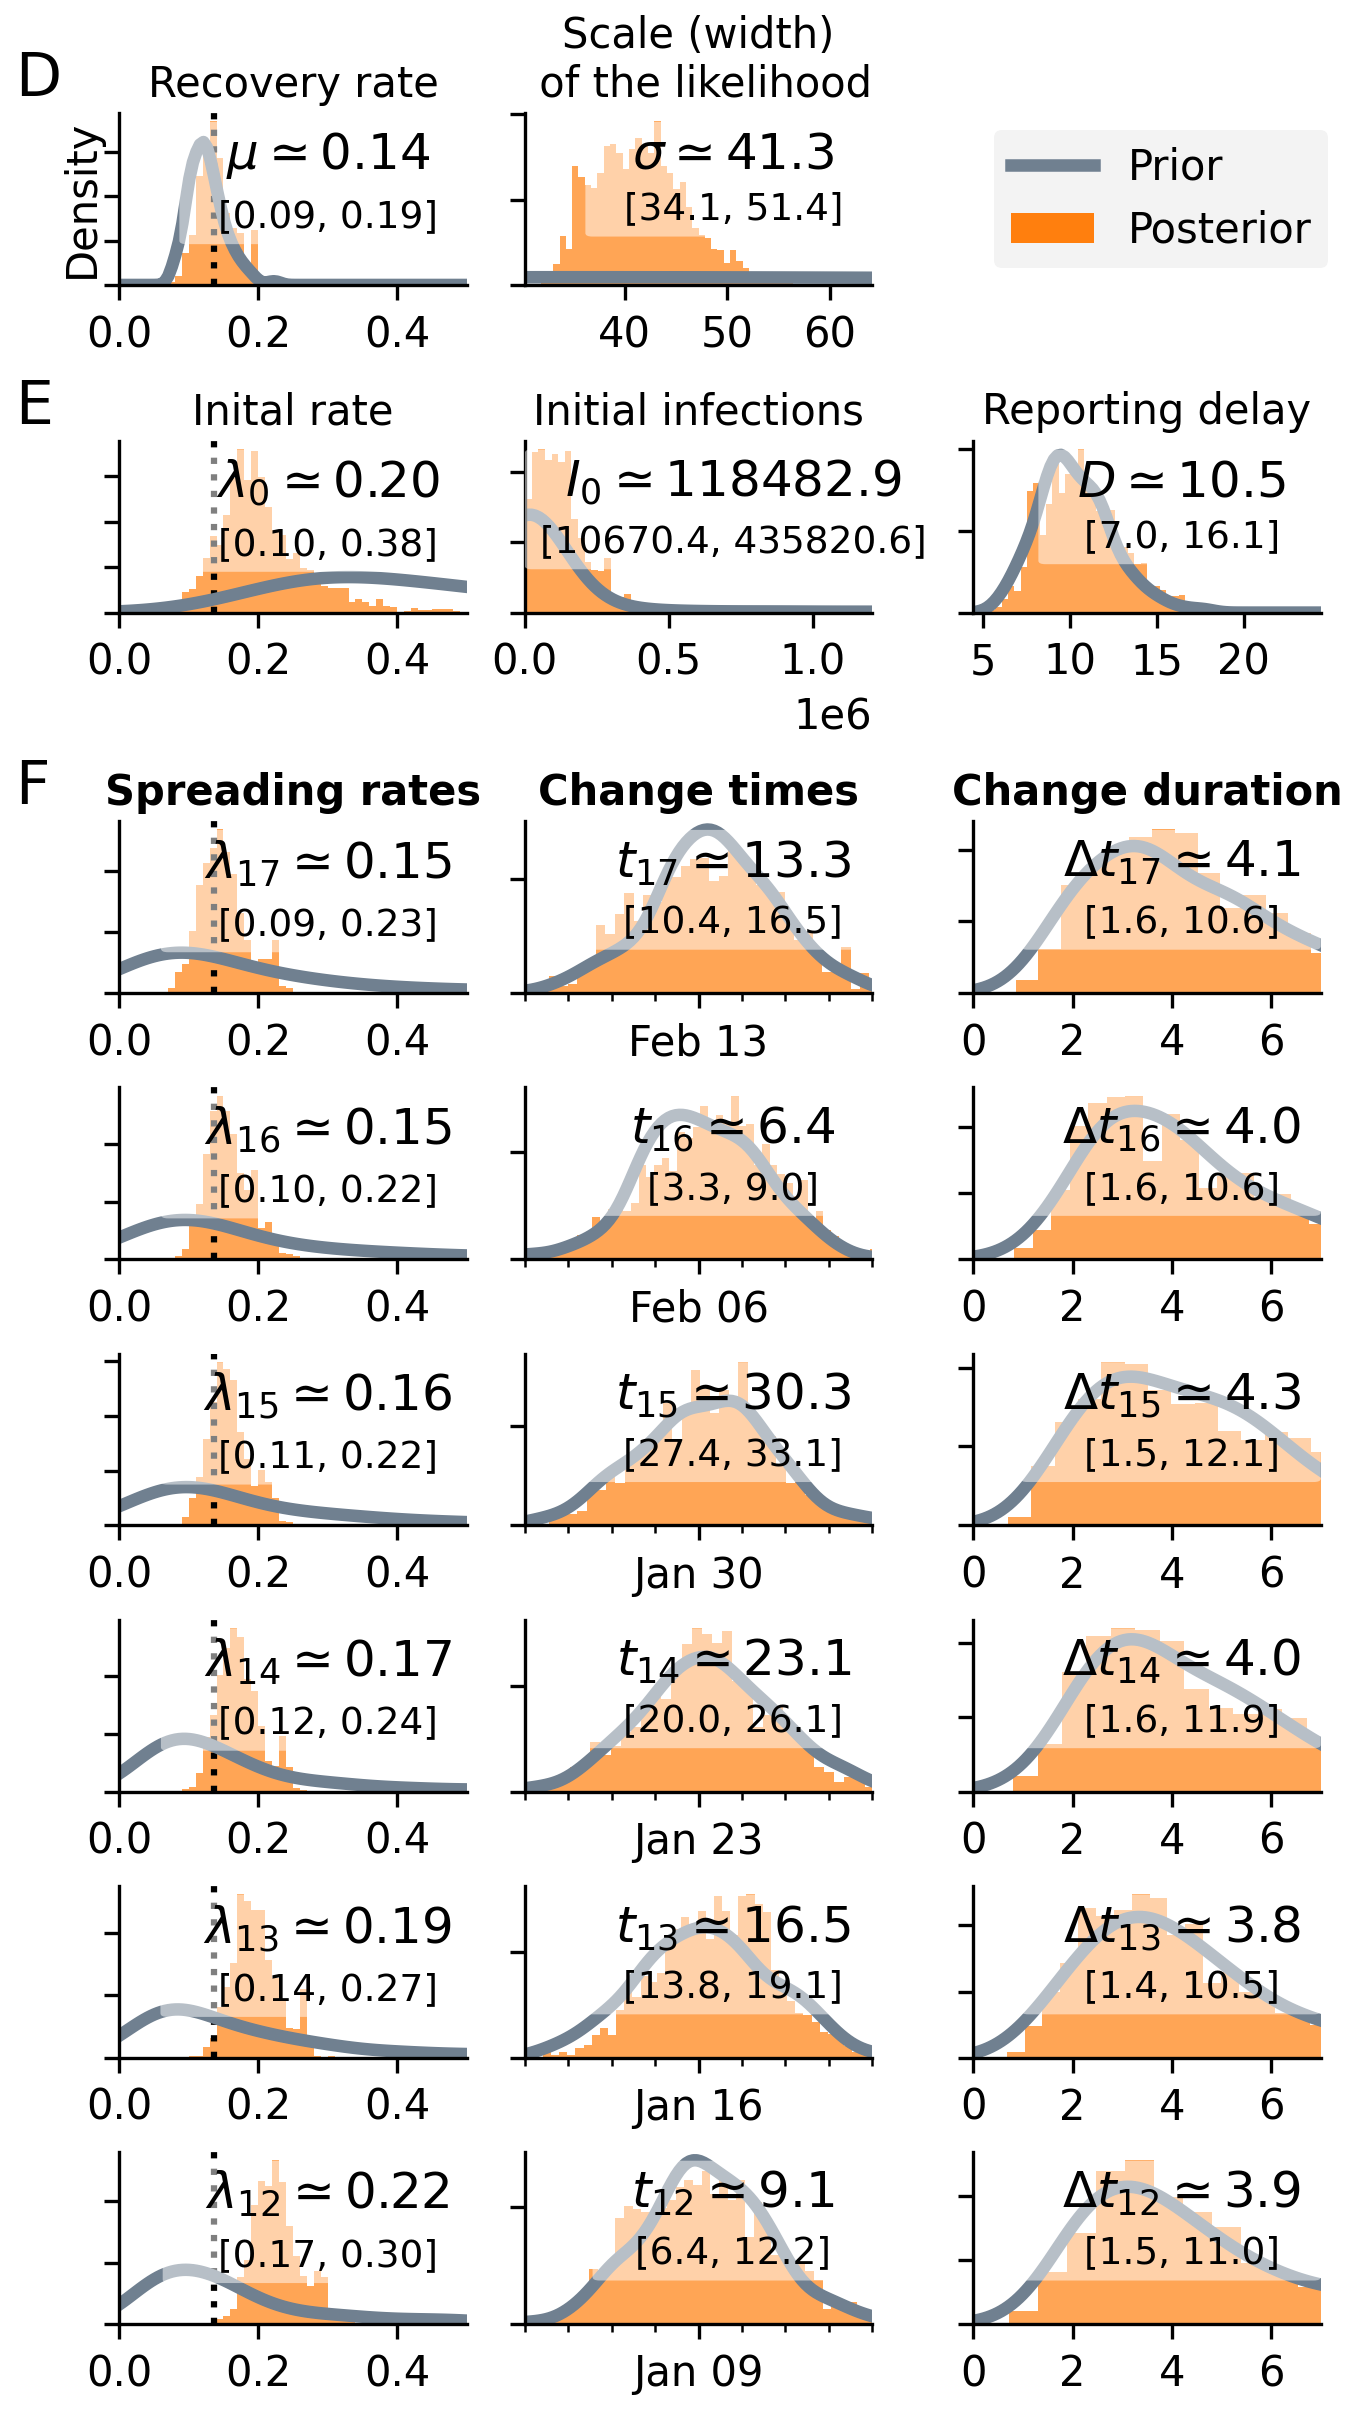 D
Recovery rate
Scale (width)
of the likelihood
Density
μ ≃ 0.14
[0.09, 0.19]
0.0 0.2 0.4
σ ≃ 41.3
[34.1, 51.4]
40 50 60
Prior
Posterior
E
Inital rate
λ0 ≃ 0.20
[0.10, 0.38]
0.0 0.2 0.4
Initial infections
I0 ≃ 118482.9
[10670.4, 435820.6]
0.0 0.5 1.0
1e6
Reporting delay
D ≃ 10.5
[7.0, 16.1]
5 10 15 20
F
Spreading rates
Change times
Change duration
λ17 ≃ 0.15
[0.09, 0.23]
0.0 0.2 0.4
t17 ≃ 13.3
[10.4, 16.5]
Feb 13
Δt17 ≃ 4.1
[1.6, 10.6]
0 2 4 6
λ16 ≃ 0.15
[0.10, 0.22]
0.0 0.2 0.4
t16 ≃ 6.4
[3.3, 9.0]
Feb 06
Δt16 ≃ 4.0
[1.6, 10.6]
0 2 4 6
λ15 ≃ 0.16
[0.11, 0.22]
0.0 0.2 0.4
t15 ≃ 30.3
[27.4, 33.1]
Jan 30
Δt15 ≃ 4.3
[1.5, 12.1]
0 2 4 6
λ14 ≃ 0.17
[0.12, 0.24]
0.0 0.2 0.4
t14 ≃ 23.1
[20.0, 26.1]
Jan 23
Δt14 ≃ 4.0
[1.6, 11.9]
0 2 4 6
λ13 ≃ 0.19
[0.14, 0.27]
0.0 0.2 0.4
t13 ≃ 16.5
[13.8, 19.1]
Jan 16
Δt13 ≃ 3.8
[1.4, 10.5]
0 2 4 6
λ12 ≃ 0.22
[0.17, 0.30]
0.0 0.2 0.4
t12 ≃ 9.1
[6.4, 12.2]
Jan 09
Δt12 ≃ 3.9
[1.5, 11.0]
0 2 4 6